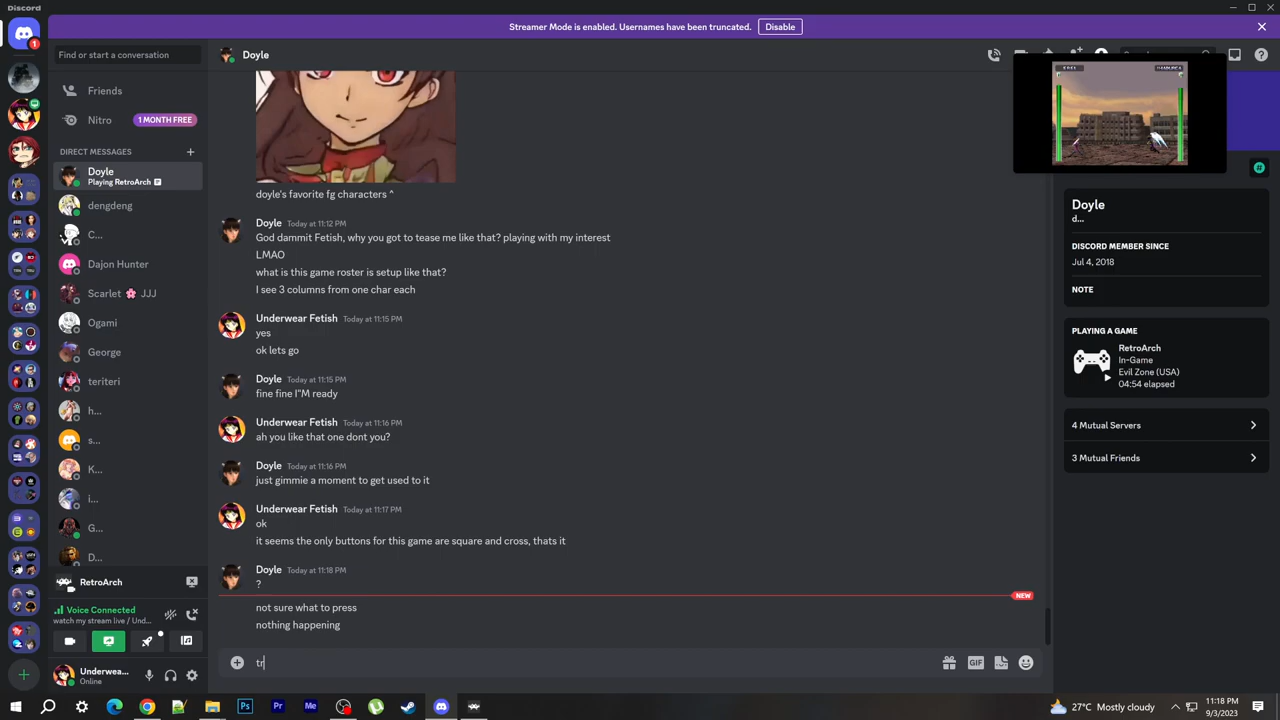 Discord
Streamer Mode is enabled. Usernames have been truncated.
Disable
1
Find or start a conversation
Doyle
Friends
Nitro
1 MONTH FREE
DIRECT MESSAGES
Doyle
Playing RetroArch
dengdeng
C...
Dajon Hunter
Scarlet 🌸 JJJ
Ogami
George
teriteri
h...
s...
K...
i...
G...
D...
RetroArch
Voice Connected
watch my stream live / Und...
Underwea...
Online
doyle's favorite fg characters ^
Doyle Today at 11:12 PM
God dammit Fetish, why you got to tease me like that? playing with my interest
LMAO
what is this game roster is setup like that?
I see 3 columns from one char each
Underwear Fetish Today at 11:15 PM
yes
ok lets go
Doyle Today at 11:15 PM
fine fine I"M ready
Underwear Fetish Today at 11:16 PM
ah you like that one dont you?
Doyle Today at 11:16 PM
just gimmie a moment to get used to it
Underwear Fetish Today at 11:17 PM
ok
it seems the only buttons for this game are square and cross, thats it
Doyle Today at 11:18 PM
?
NEW
not sure what to press
nothing happening
tr
GIF
Doyle
d...
DISCORD MEMBER SINCE
Jul 4, 2018
NOTE
PLAYING A GAME
RetroArch
In-Game
Evil Zone (USA)
04:54 elapsed
4 Mutual Servers
3 Mutual Friends
Ps
Pr
Me
27°C Mostly cloudy
11:18 PM
9/3/2023